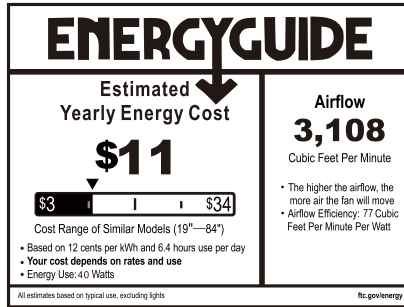 ENERGYGUIDE
Estimated
Yearly Energy Cost
$11
$3 $34
Cost Range of Similar Models (19"—84")
• Based on 12 cents per kWh and 6.4 hours use per day
• Your cost depends on rates and use
• Energy Use: 40 Watts
Airflow
3,108
Cubic Feet Per Minute
• The higher the airflow, the
more air the fan will move
• Airflow Efficiency: 77 Cubic
Feet Per Minute Per Watt
All estimates based on typical use, excluding lights
ftc.gov/energy